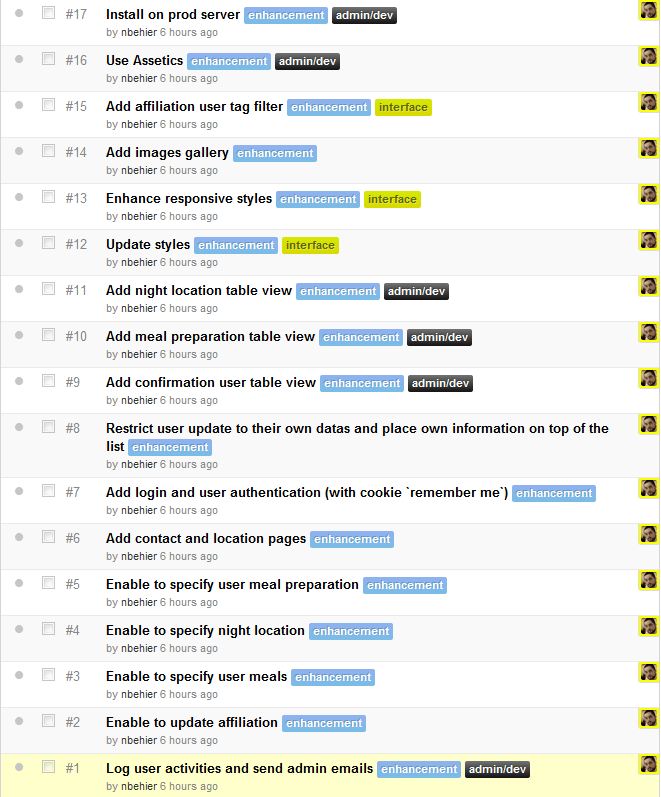 #17 Install on prod server enhancement admin/dev
by nbehier 6 hours ago
#16 Use Assetics enhancement admin/dev
by nbehier 6 hours ago
#15 Add affiliation user tag filter enhancement interface
by nbehier 6 hours ago
#14 Add images gallery enhancement
by nbehier 6 hours ago
#13 Enhance responsive styles enhancement interface
by nbehier 6 hours ago
#12 Update styles enhancement interface
by nbehier 6 hours ago
#11 Add night location table view enhancement admin/dev
by nbehier 6 hours ago
#10 Add meal preparation table view enhancement admin/dev
by nbehier 6 hours ago
#9 Add confirmation user table view enhancement admin/dev
by nbehier 6 hours ago
#8 Restrict user update to their own datas and place own information on top of the
list enhancement
by nbehier 6 hours ago
#7 Add login and user authentication (with cookie `remember me`) enhancement
by nbehier 6 hours ago
#6 Add contact and location pages enhancement
by nbehier 6 hours ago
#5 Enable to specify user meal preparation enhancement
by nbehier 6 hours ago
#4 Enable to specify night location enhancement
by nbehier 6 hours ago
#3 Enable to specify user meals enhancement
by nbehier 6 hours ago
#2 Enable to update affiliation enhancement
by nbehier 6 hours ago
#1 Log user activities and send admin emails enhancement admin/dev
by nbehier 6 hours ago